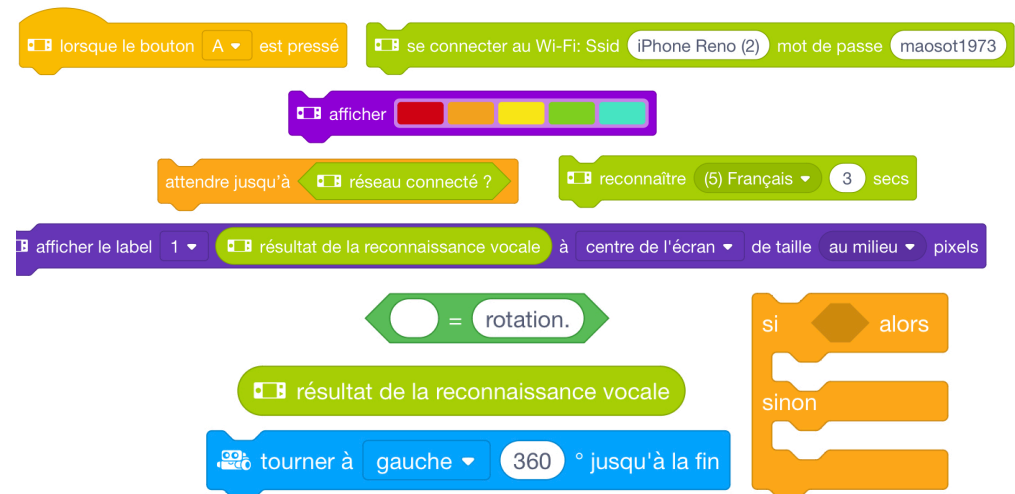 lorsque le bouton A est pressé
se connecter au Wi-Fi: Ssid iPhone Reno (2) mot de passe maosot1973
afficher
attendre jusqu'à réseau connecté ?
reconnaître (5) Français 3 secs
afficher le label 1 résultat de la reconnaissance vocale à centre de l'écran de taille au milieu pixels
= rotation.
si alors
résultat de la reconnaissance vocale
sinon
tourner à gauche 360 ° jusqu'à la fin